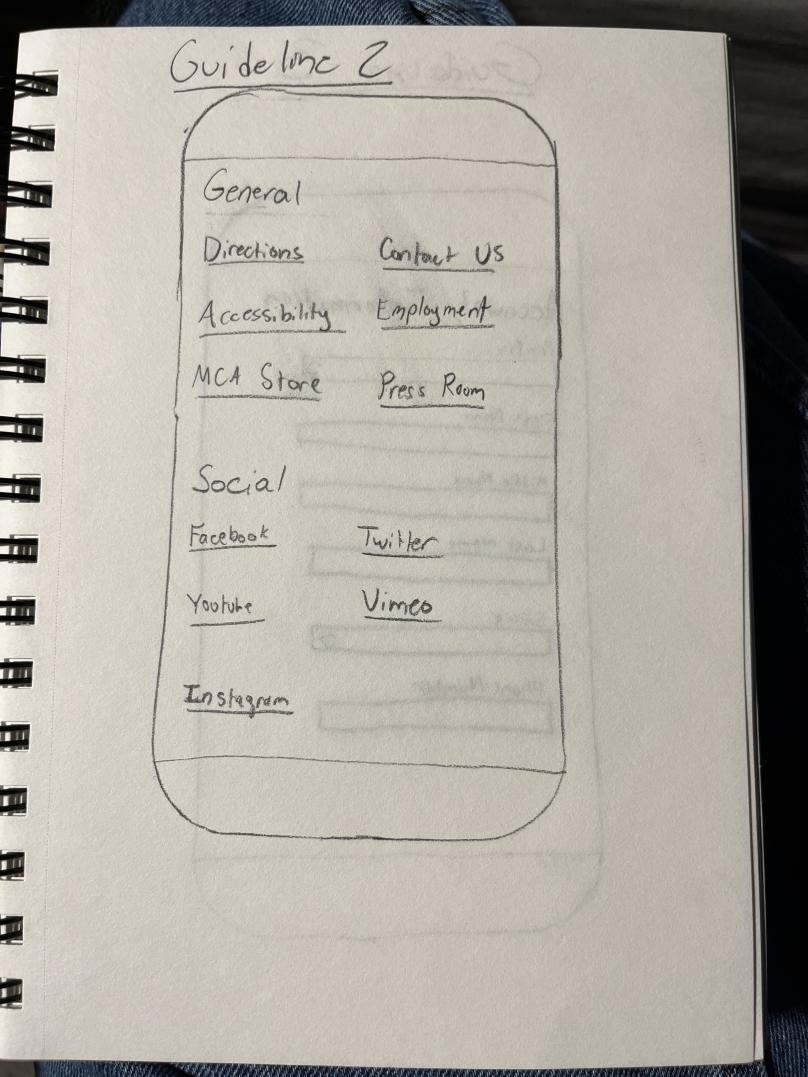 Guideline 2
General
Directions Contact Us
Accessibility Employment
MCA Store Press Room
Social
Facebook Twitter
Youtube Vimeo
Instagram